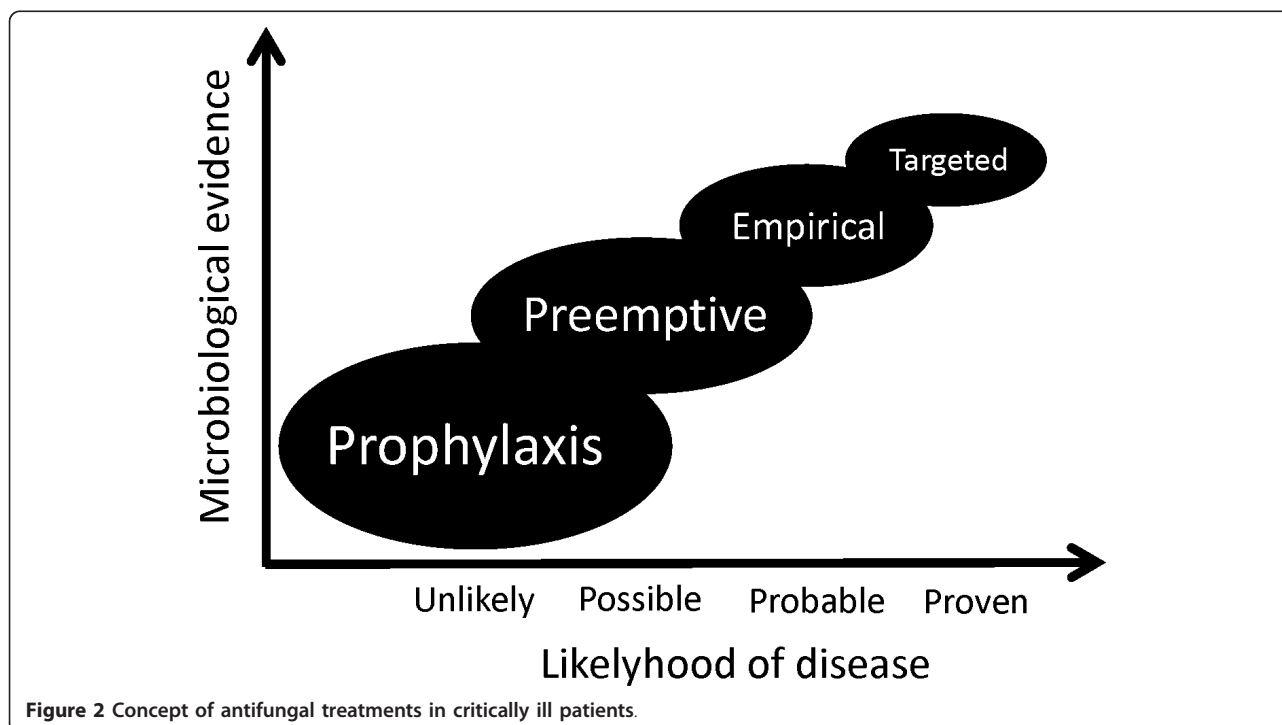 Microbiological evidence
Targeted
Empirical
Preemptive
Prophylaxis
Unlikely Possible Probable Proven
Likelyhood of disease
Figure 2 Concept of antifungal treatments in critically ill patients.